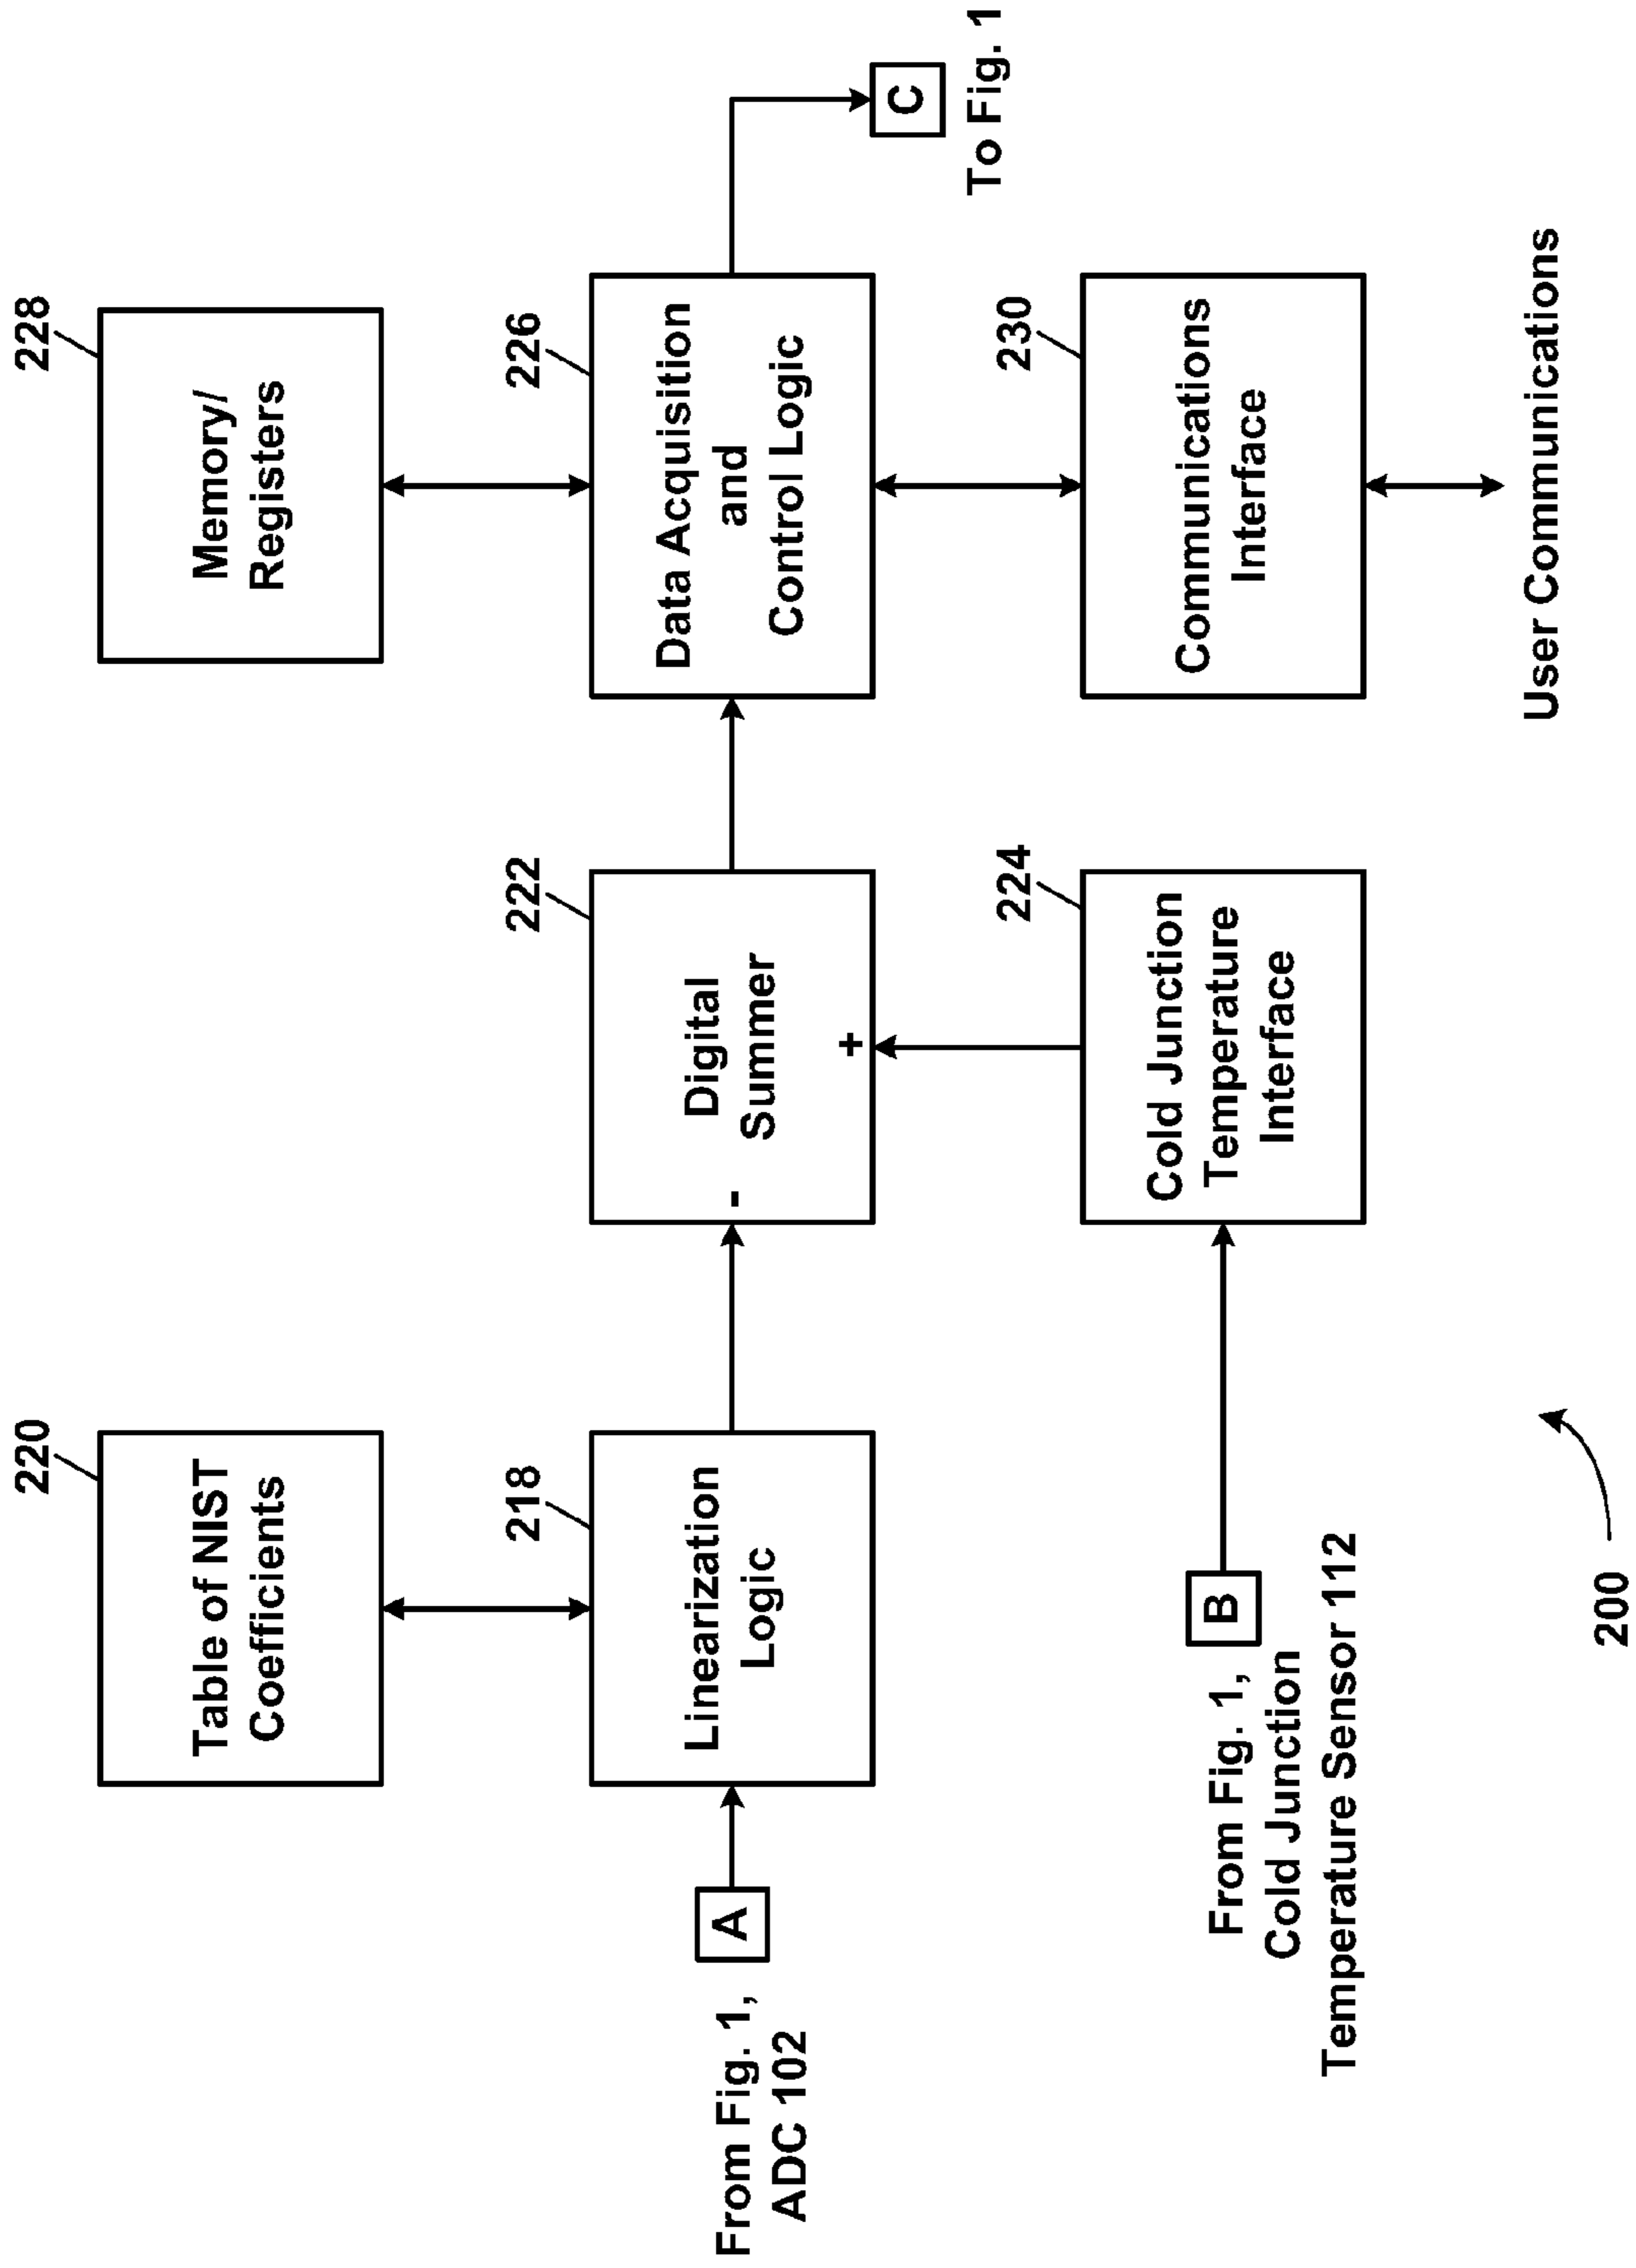 220
Table of NIST
Coefficients
228
Memory/
Registers
From Fig. 1,
ADC 102
A
218
Linearization
Logic
222
Digital
Summer
-
+
226
Data Acquisition
and
Control Logic
C
To Fig. 1
From Fig. 1,
Cold Junction
Temperature Sensor 112
B
224
Cold Junction
Temperature
Interface
230
Communications
Interface
User Communications
200